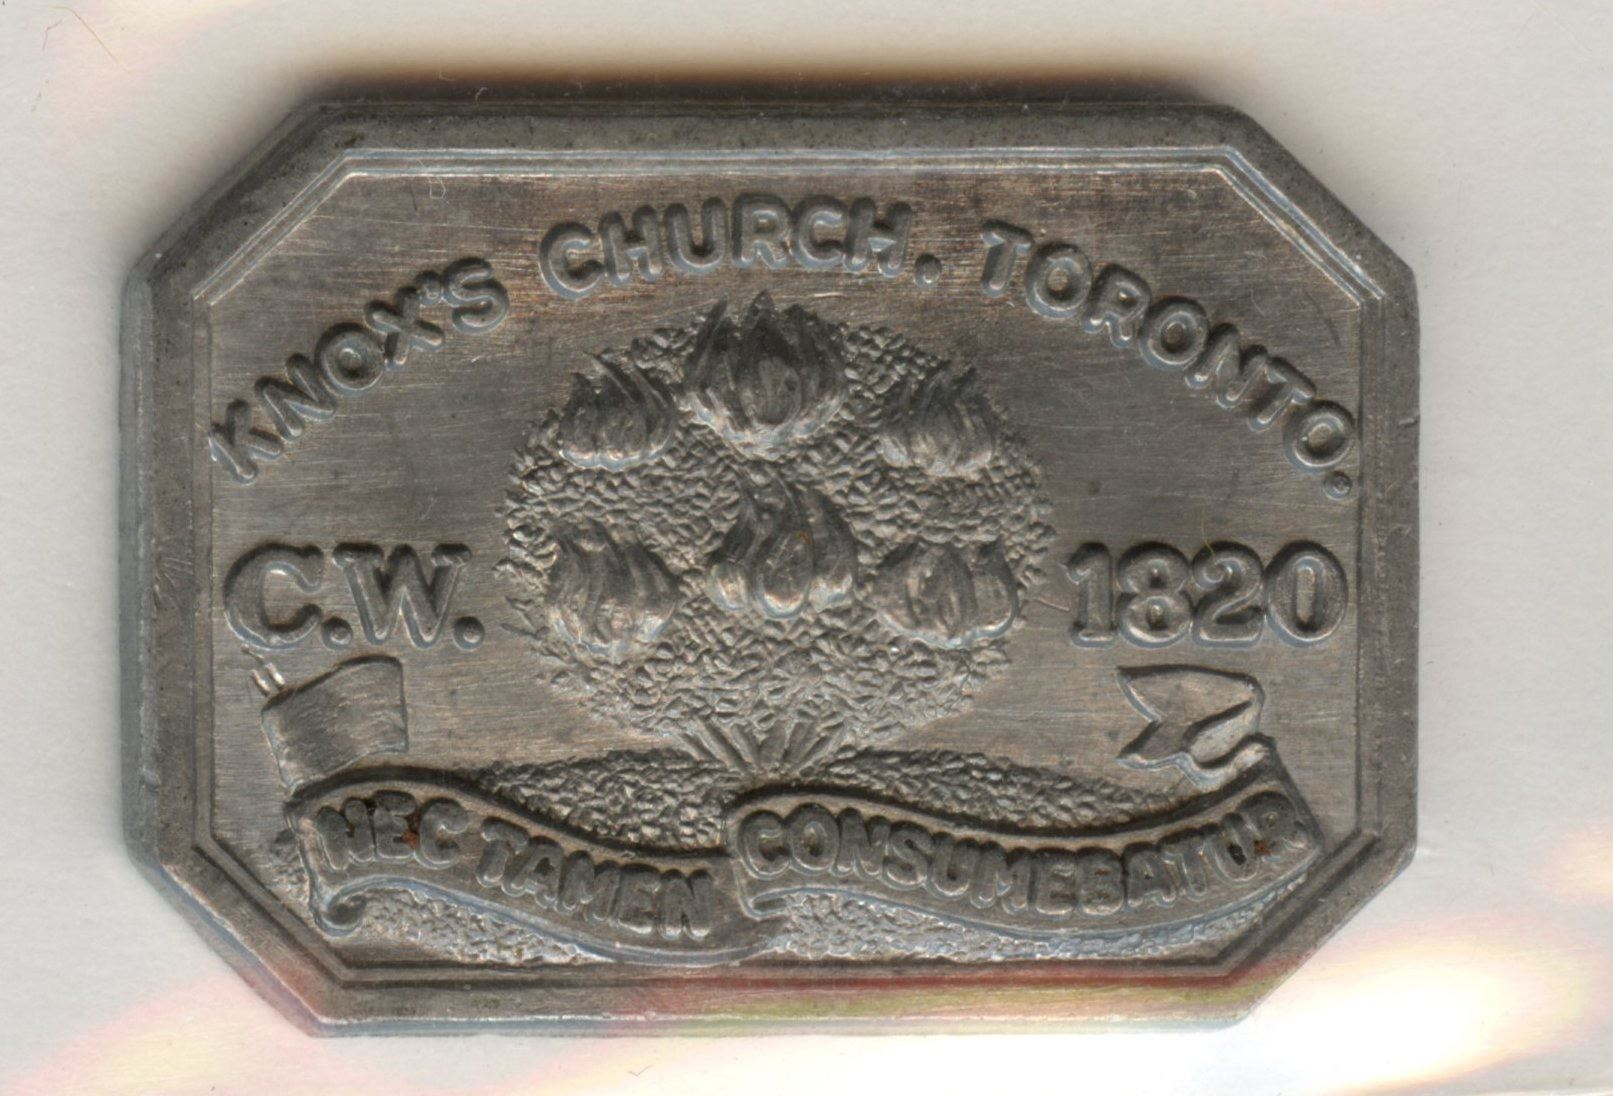 KNOX'S CHURCH. TORONTO.
C.W. 1820
NEC TAMEN CONSUMEBATUR